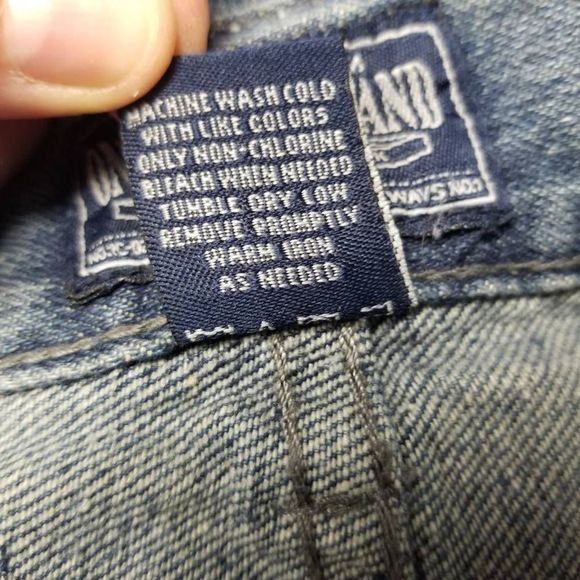 MACHINE WASH COLD
WITH LIKE COLORS
ONLY NON-CHLORINE
BLEACH WHEN NEEDED
TUMBLE DRY LOW
REMOVE PROMPTLY
WARM IRON
AS NEEDED
AND